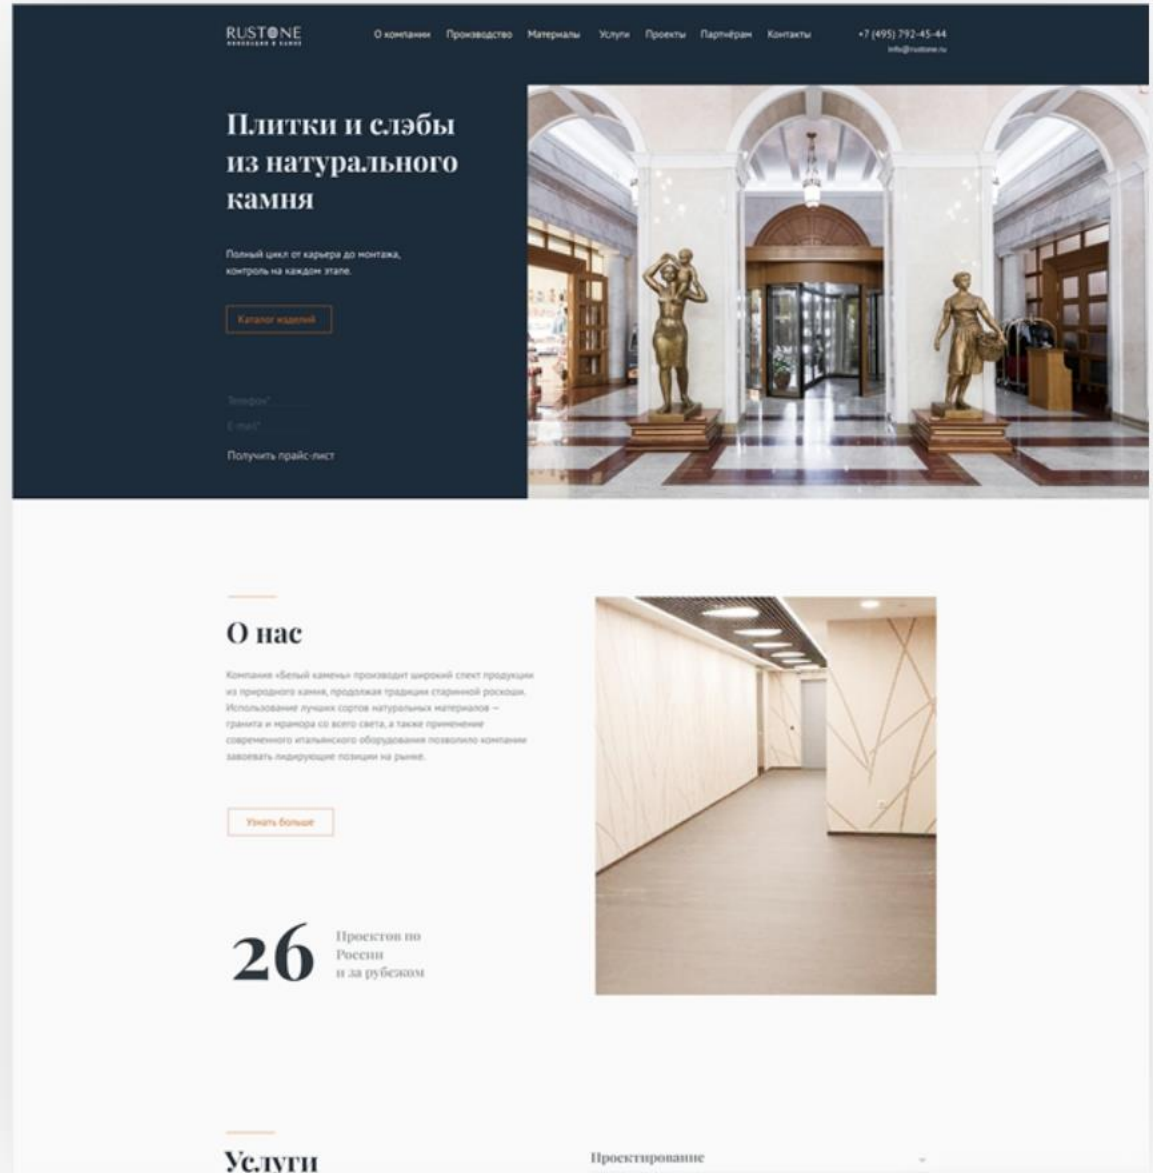 RUSTONE
О компании Производство Материалы Услуги Проекты Партнёрам Контакты
+7 (495) 792-45-44
info@rustone.ru
Плитки и слэбы
из натурального
камня
Полный цикл от карьера до монтажа,
контроль на каждом этапе.
Каталог изделий
Телефон*
E-mail*
Получить прайс-лист
О нас
Компания «Белый камень» производит широкий спект продукции
из природного камня, продолжая традиции старинной роскоши.
Использование лучших сортов натуральных материалов —
гранита и мрамора со всего света, а также применение
современного итальянского оборудования позволило компании
завоевать лидирующие позиции на рынке.
Узнать больше
26
Проектов по
России
и за рубежом
Услуги
Проектирование